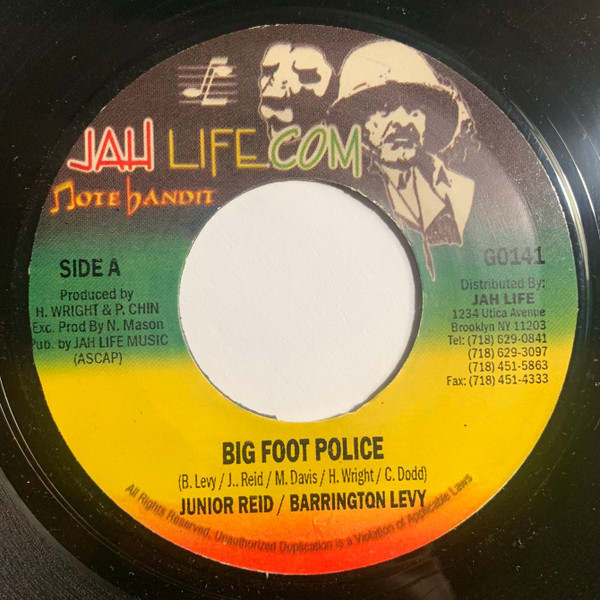 JAH LIFE.COM
NOTE bANDIT
SIDE A
Produced by
H. WRIGHT & P. CHIN
Exc. Prod By N. Mason
Pub. by JAH LIFE MUSIC
(ASCAP)
G0141
Distributed By:
JAH LIFE
1234 Utica Avenue
Brooklyn NY 11203
Tel: (718) 629-0841
(718) 629-3097
(718) 451-5863
Fax: (718) 451-4333
BIG FOOT POLICE
(B. Levy / J.. Reid / M. Davis / H. Wright / C. Dodd)
JUNIOR REID / BARRINGTON LEVY
All Rights Reserved. Unauthorized Duplication is a Violation of Applicable Laws